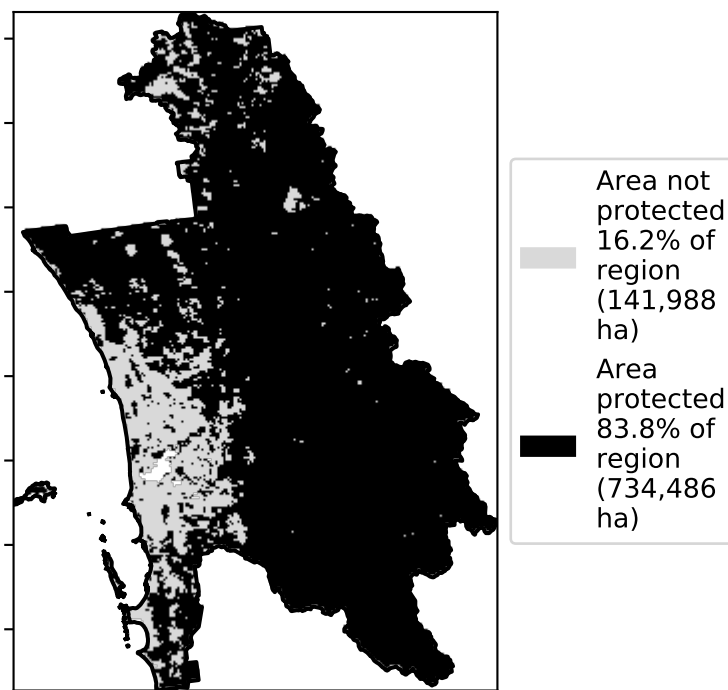 Area not
protected
16.2% of
region
(141,988
ha)
Area
protected
83.8% of
region
(734,486
ha)